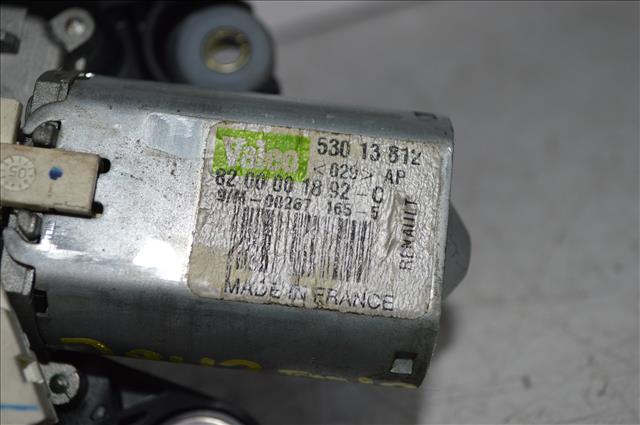 Valeo 530 13 812
<029> AP
82 00 00 18 92-C
RENAULT
MADE IN FRANCE